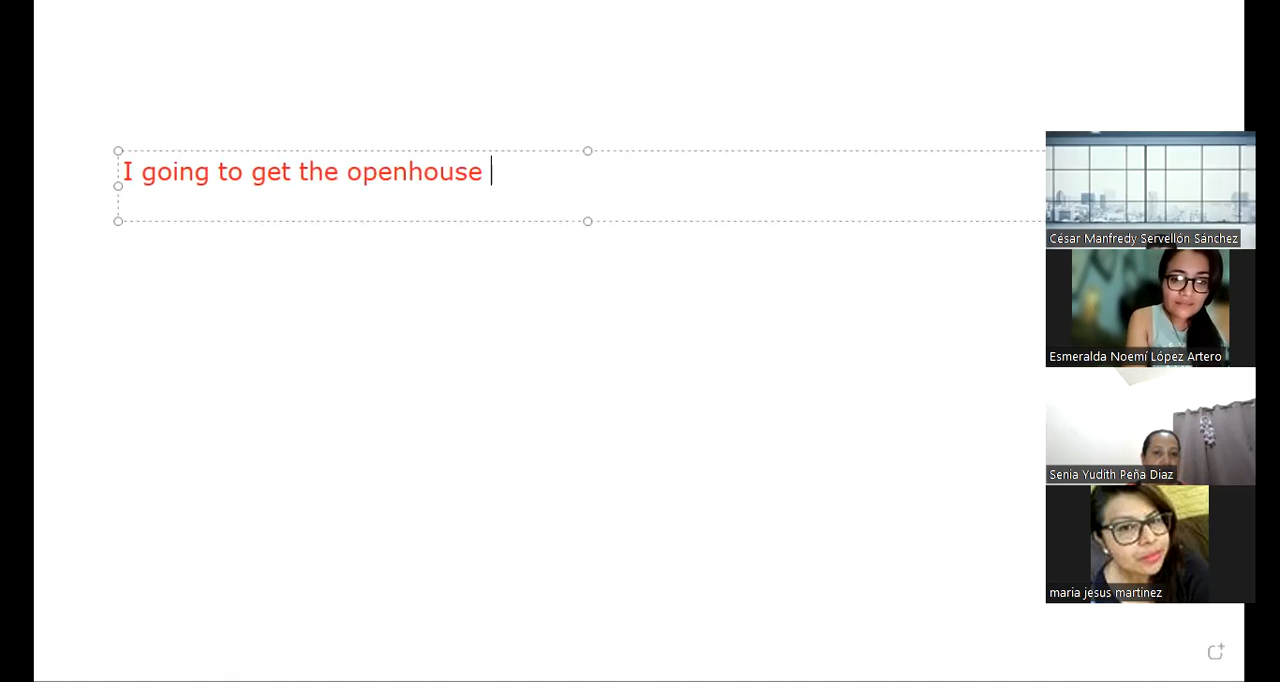 I going to get the openhouse
César Manfredy Servellón Sánchez
Esmeralda Noemí López Artero
Senia Yudith Peña Diaz
maria jesus martinez